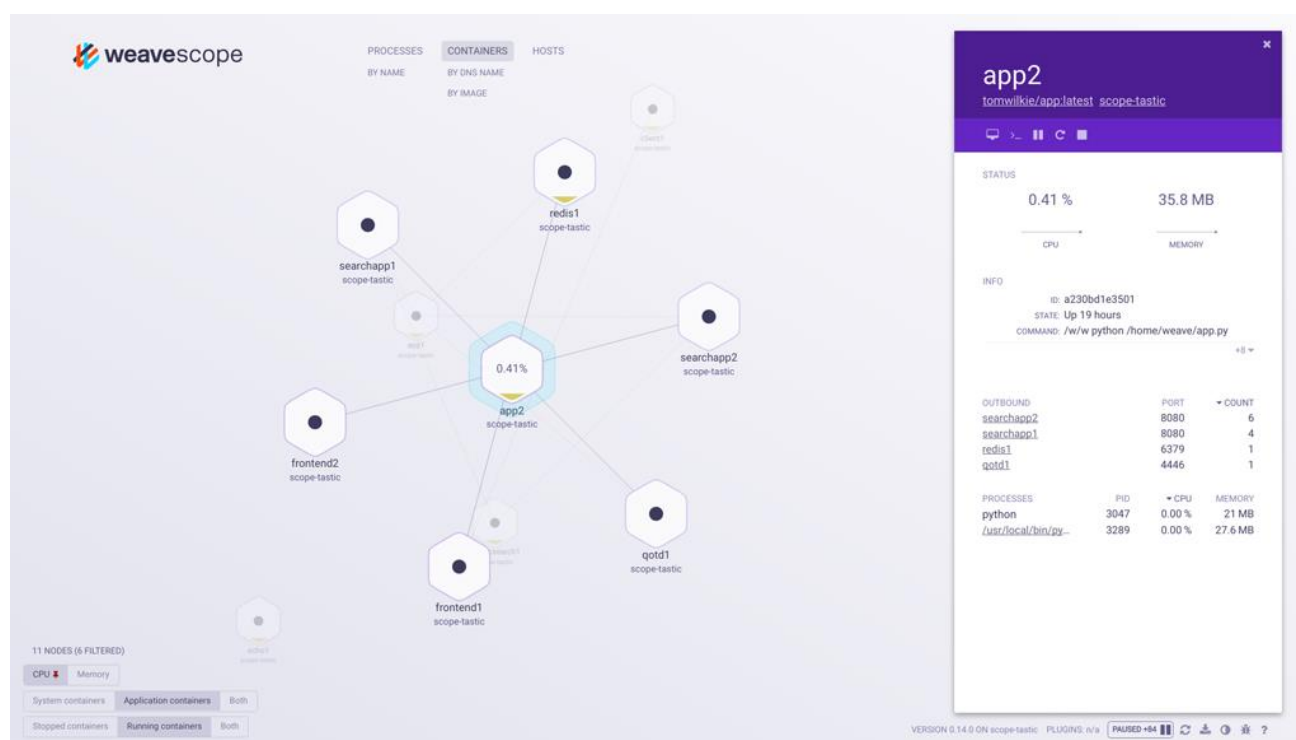 weavescope
PROCESSES CONTAINERS HOSTS
BY NAME BY DNS NAME
BY IMAGE
client1
scope-tastic
redis1
scope-tastic
searchapp1
scope-tastic
app1
scope-tastic
searchapp2
scope-tastic
0.41%
app2
scope-tastic
frontend2
scope-tastic
qotd1
scope-tastic
frontend1
scope-tastic
11 NODES (6 FILTERED)
CPU Memory
System containers Application containers Both
Stopped containers Running containers Both
app2
tomwilkie/app:latest scope-tastic
STATUS
0.41 % 35.8 MB
CPU MEMORY
INFO
ID: a230bd1e3501
STATE: Up 19 hours
COMMAND: /w/w python /home/weave/app.py
+8
OUTBOUND PORT COUNT
searchapp2 8080 6
searchapp1 8080 4
redis1 6379 1
qotd1 4446 1
PROCESSES PID CPU MEMORY
python 3047 0.00 % 21 MB
/usr/local/bin/py... 3289 0.00 % 27.6 MB
VERSION 0.14.0 ON scope-tastic PLUGINS: n/a PAUSED +84 ?